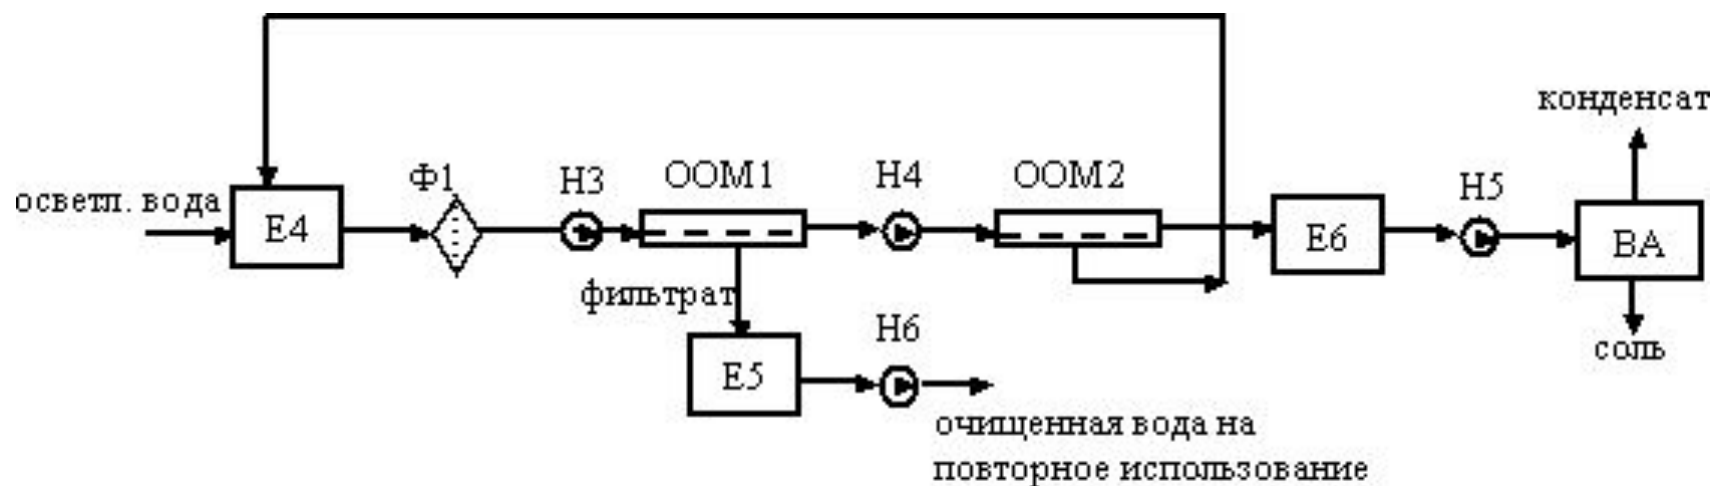 конденсат
Ф1
Н3
ООМ1
Н4
ООМ2
Н5
осветл. вода
Е4
Е6
ВА
фильтрат
Н6
соль
Е5
очищенная вода на
повторное использование